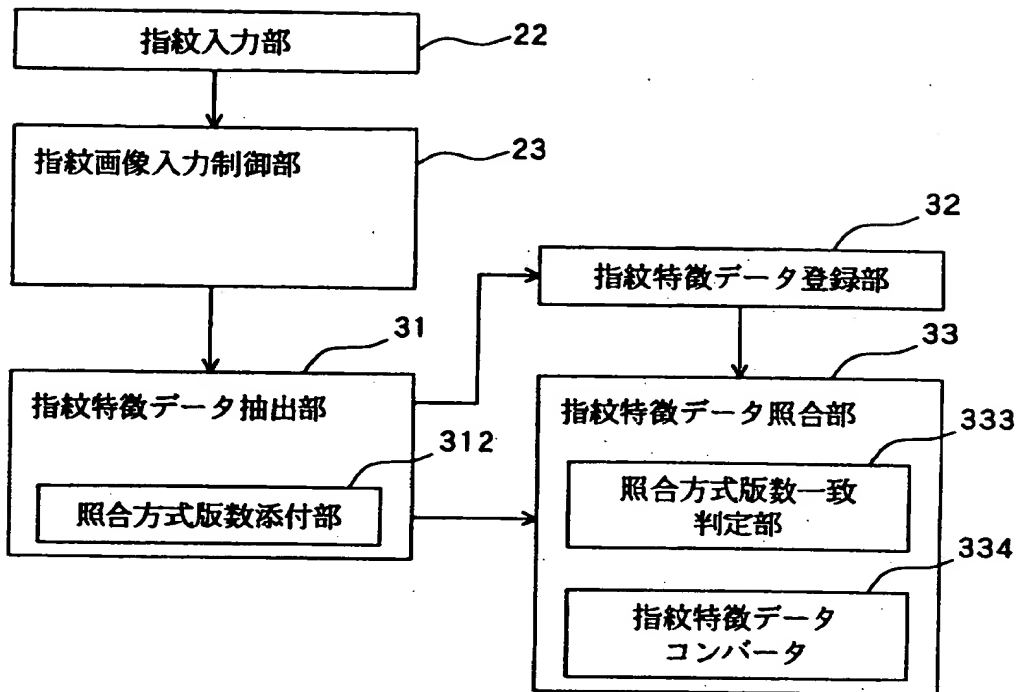 指紋入力部
22
指紋画像入力制御部
23
32
指紋特徴データ登録部
31
指紋特徴データ抽出部
312
照合方式版数添付部
33
指紋特徴データ照合部
333
照合方式版数一致
判定部
334
指紋特徴データ
コンバータ